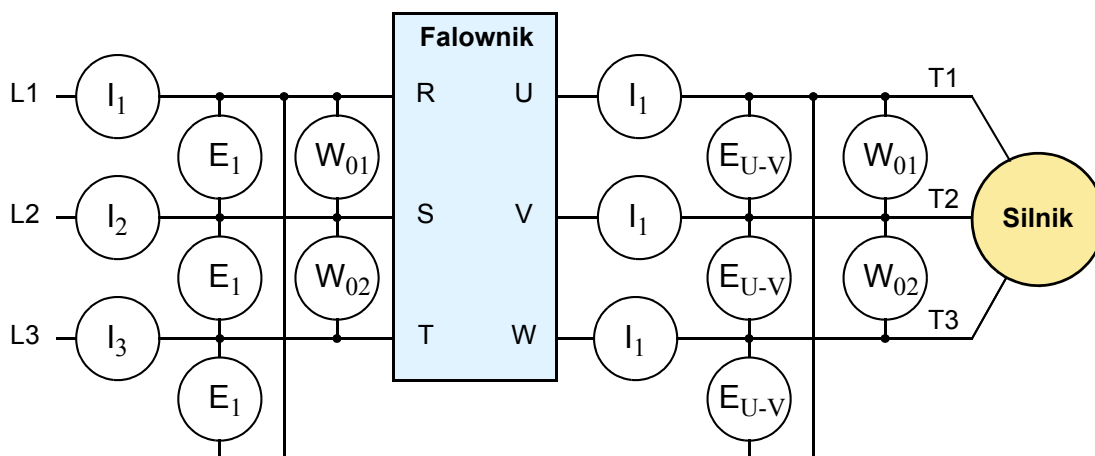 Falownik
L1 I1 R U I1 T1
E1 W01 EU-V W01
L2 I2 S V I1 T2 Silnik
E1 W02 EU-V W02
L3 I3 T W I1 T3
E1 EU-V